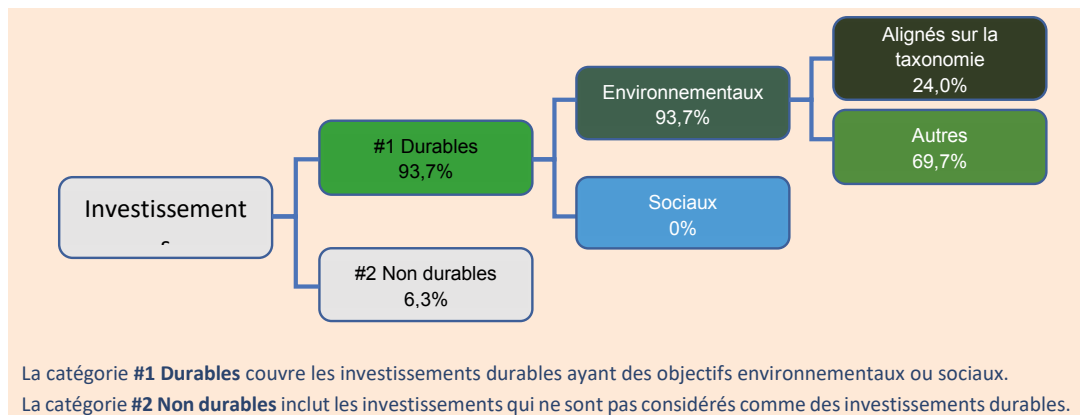 Alignés sur la
taxonomie
24,0%
Environnementaux
93,7%
Autres
69,7%
#1 Durables
93,7%
Sociaux
0%
Investissement
#2 Non durables
6,3%
La catégorie #1 Durables couvre les investissements durables ayant des objectifs environnementaux ou sociaux.
La catégorie #2 Non durables inclut les investissements qui ne sont pas considérés comme des investissements durables.